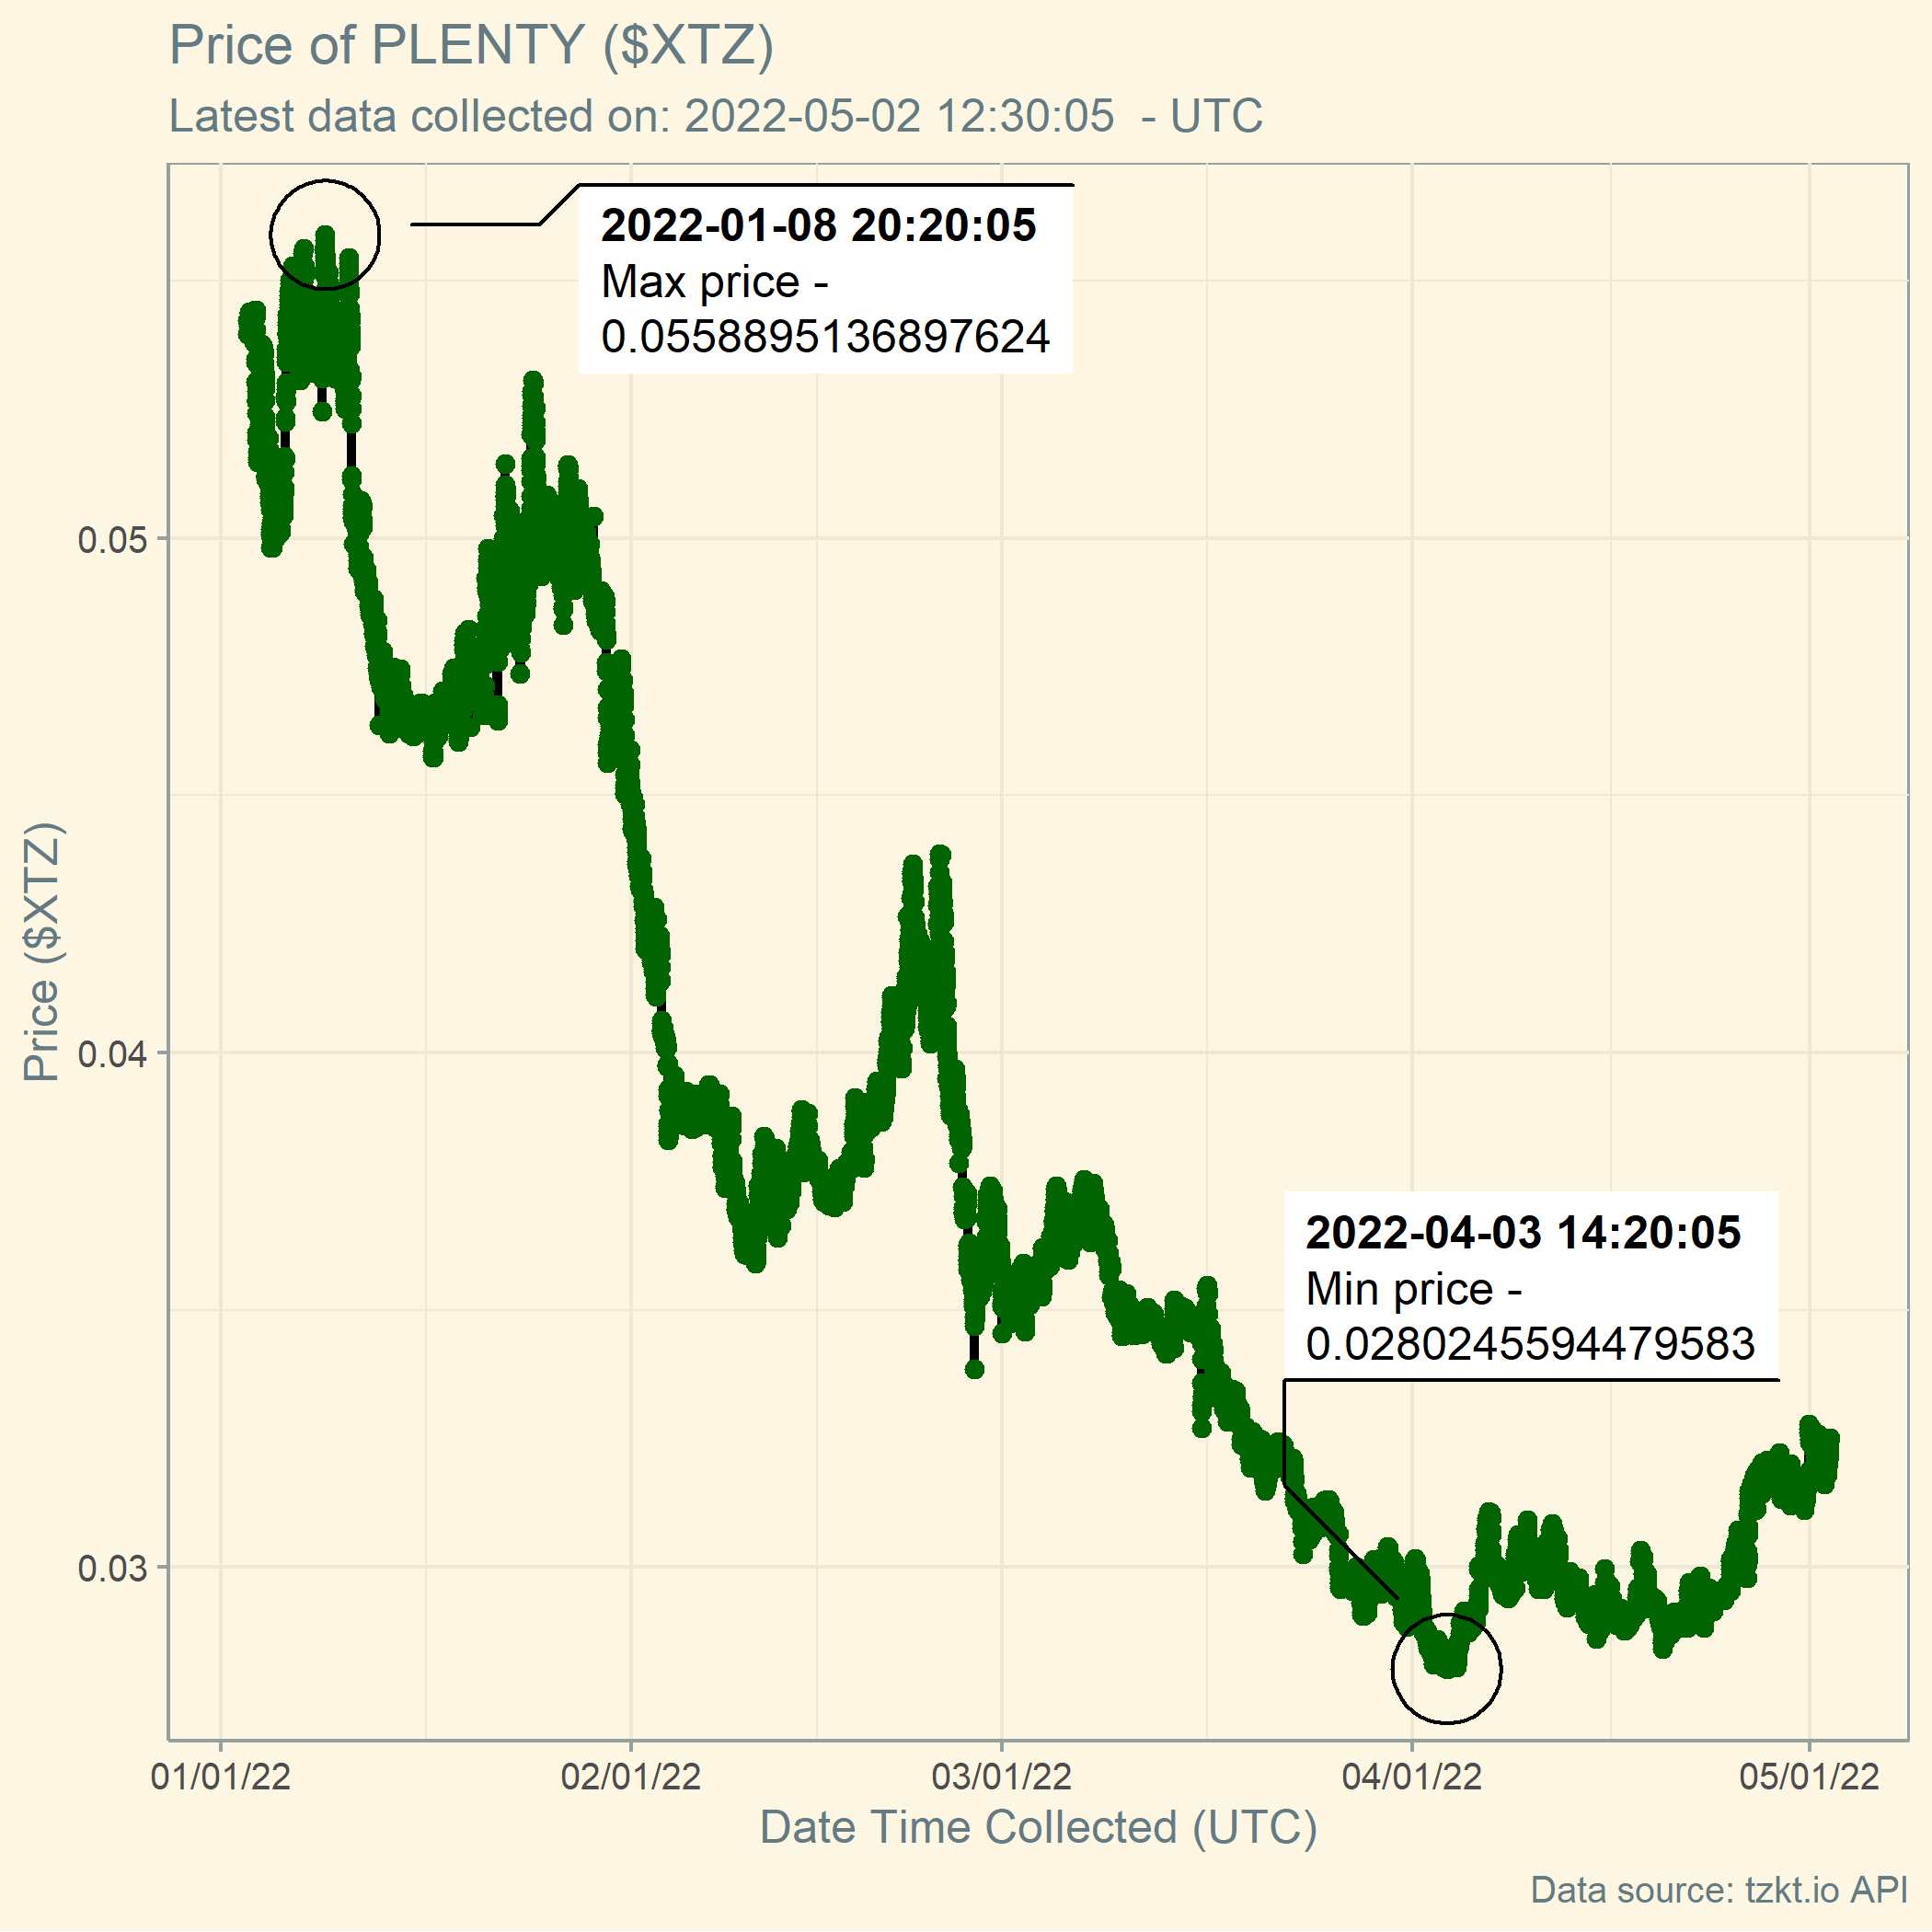 Price of PLENTY ($XTZ)
Latest data collected on: 2022-05-02 12:30:05  - UTC
2022-01-08 20:20:05
Max price -
0.0558895136897624
0.05
0.04
0.03
Price ($XTZ)
2022-04-03 14:20:05
Min price -
0.0280245594479583
01/01/22
02/01/22
03/01/22
04/01/22
05/01/22
Date Time Collected (UTC)
Data source: tzkt.io API